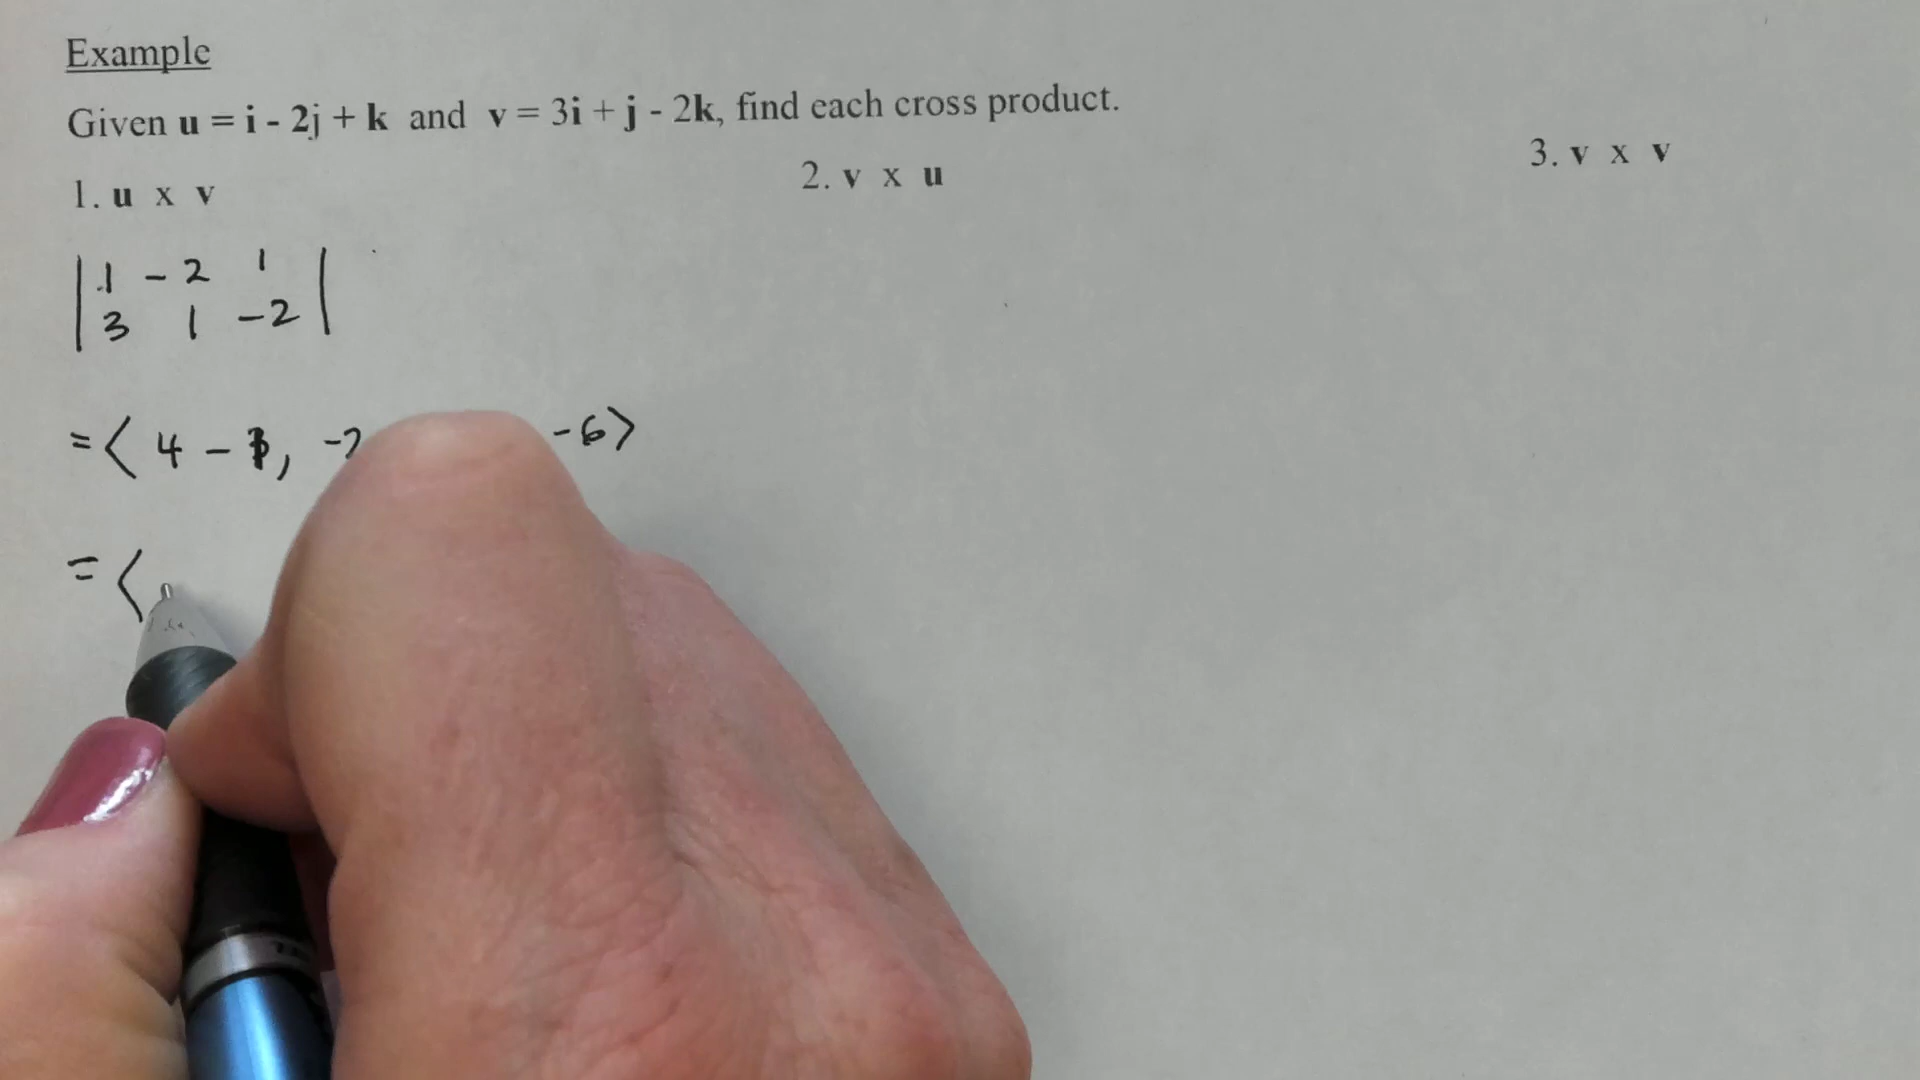 Example
Given u = i - 2j + k and v = 3i + j - 2k, find each cross product.
1. u x v
2. v x u
3. v x v
1 -2 1
3 1 -2
= ⟨ 4 - 1, -2 -6⟩
= ⟨